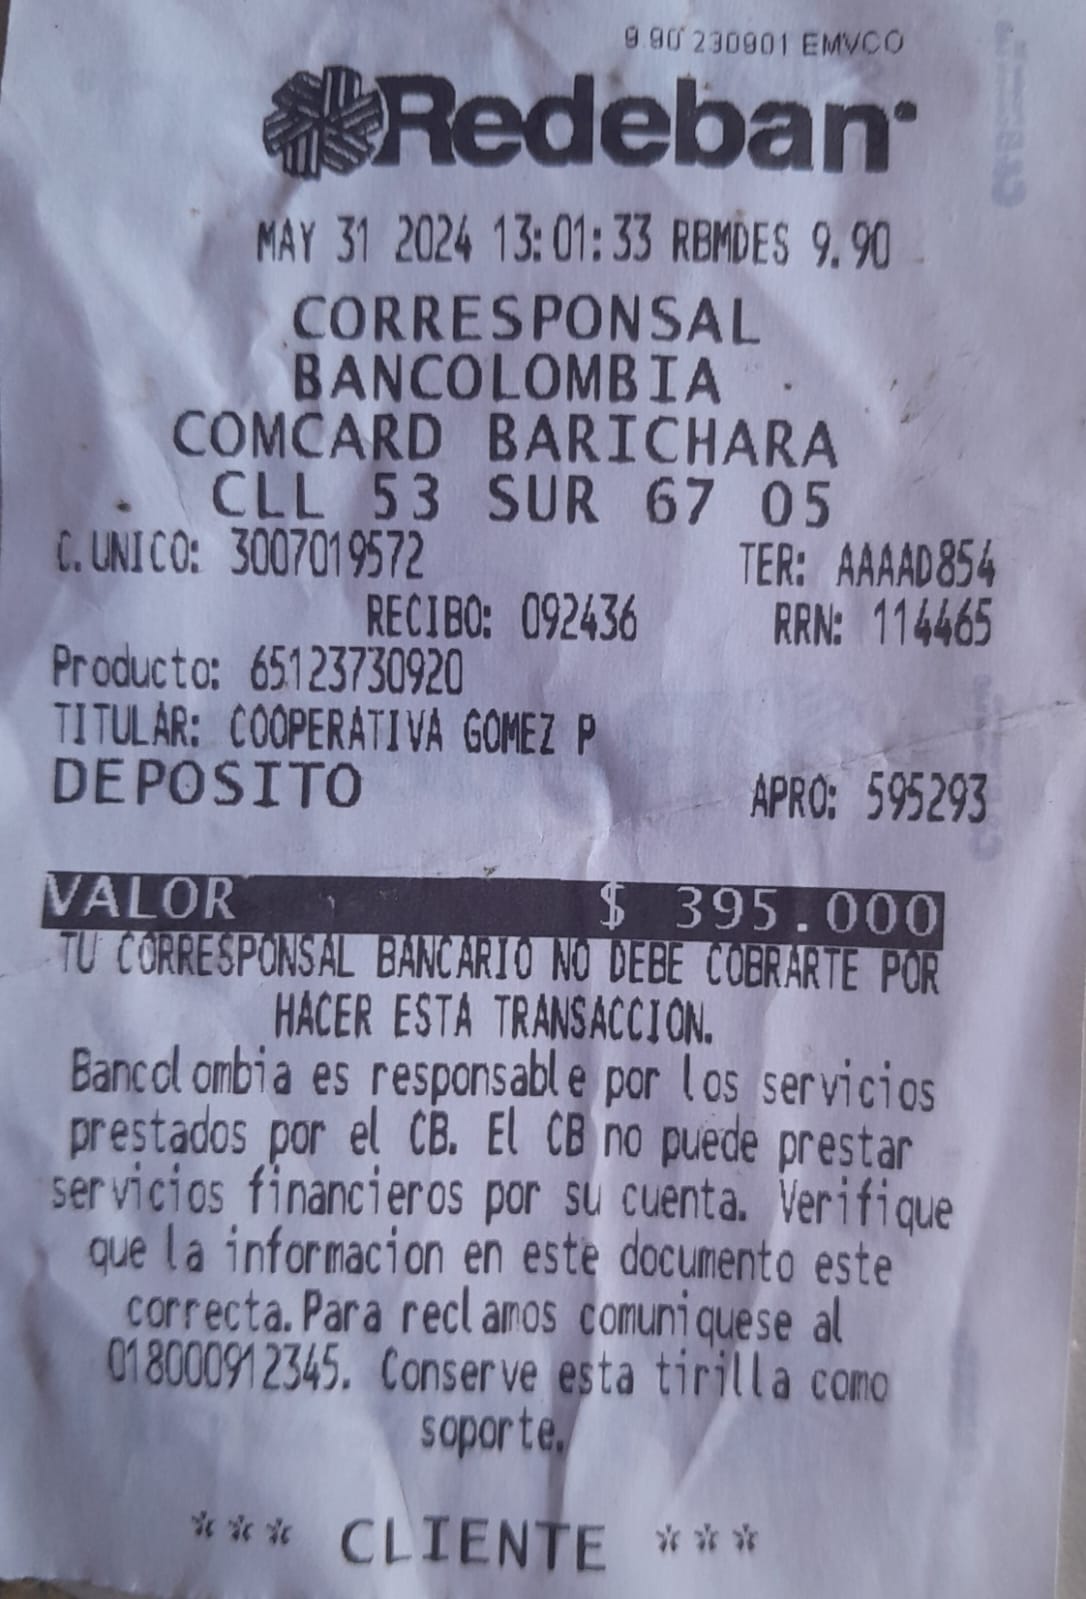 9.90 230901 EMVCO
Redeban
MAY 31 2024 13:01:33 RBMDES 9.90
CORRESPONSAL
BANCOLOMBIA
COMCARD BARICHARA
CLL 53 SUR 67 05
C.UNICO: 3007019572 TER: AAAAD854
RECIBO: 092436 RRN: 114465
Producto: 65123730920
TITULAR: COOPERATIVA GOMEZ P
DEPOSITO APRO: 595293
VALOR $ 395.000
TU CORRESPONSAL BANCARIO NO DEBE COBRARTE POR
HACER ESTA TRANSACCION.
Bancolombia es responsable por los servicios
prestados por el CB. El CB no puede prestar
servicios financieros por su cuenta. Verifique
que la informacion en este documento este
correcta.Para reclamos comuniquese al
018000912345. Conserve esta tirilla como
soporte.
*** CLIENTE ***